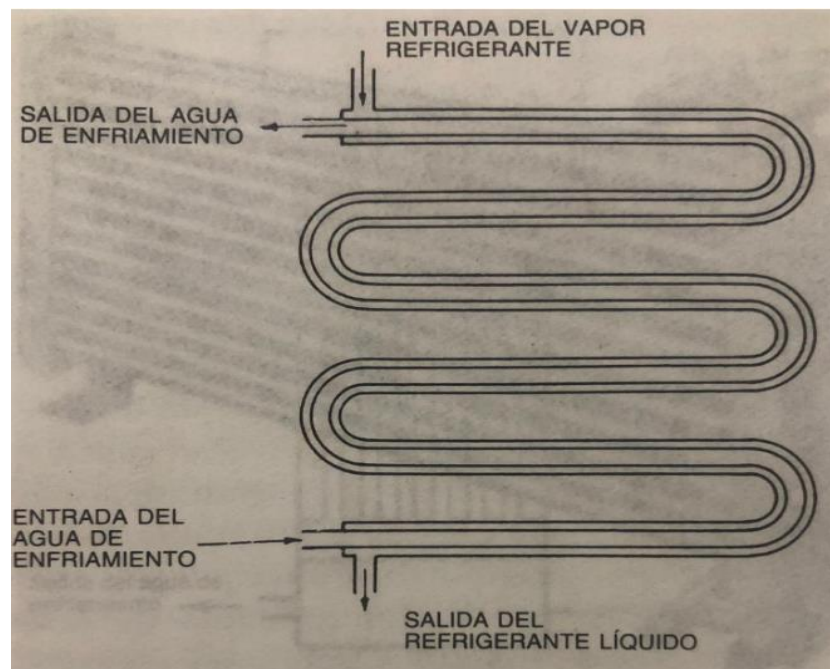 ENTRADA DEL VAPOR
REFRIGERANTE
SALIDA DEL AGUA
DE ENFRIAMIENTO
ENTRADA DEL
AGUA DE
ENFRIAMIENTO
SALIDA DEL
REFRIGERANTE LÍQUIDO